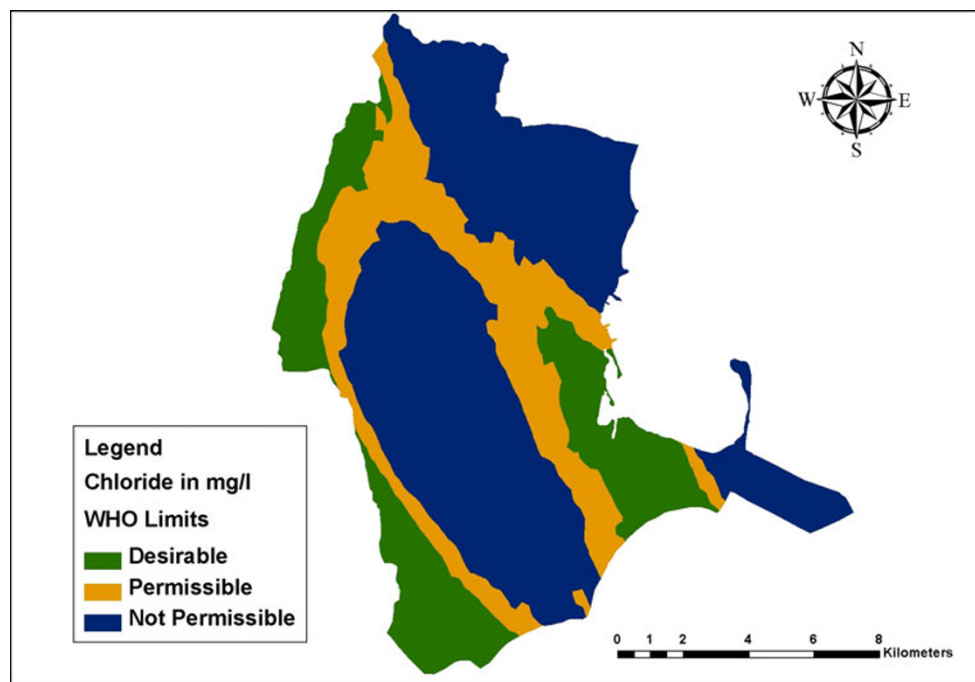 N
W E
S
Legend
Chloride in mg/l
WHO Limits
Desirable
Permissible
Not Permissible
0 1 2 4 6 8
Kilometers